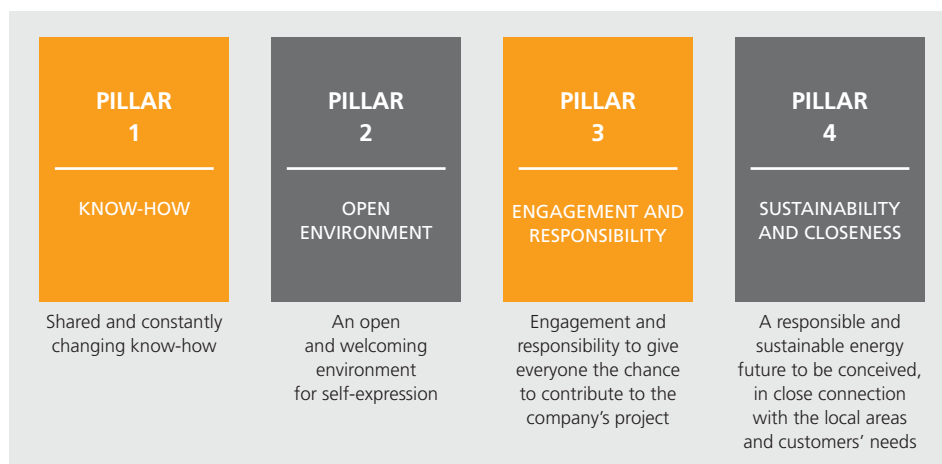 PILLAR
1
KNOW-HOW
Shared and constantly
changing know-how
PILLAR
2
OPEN
ENVIRONMENT
An open
and welcoming
environment
for self-expression
PILLAR
3
ENGAGEMENT AND
RESPONSIBILITY
Engagement and
responsibility to give
everyone the chance
to contribute to the
company’s project
PILLAR
4
SUSTAINABILITY
AND CLOSENESS
A responsible and
sustainable energy
future to be conceived,
in close connection
with the local areas
and customers’ needs